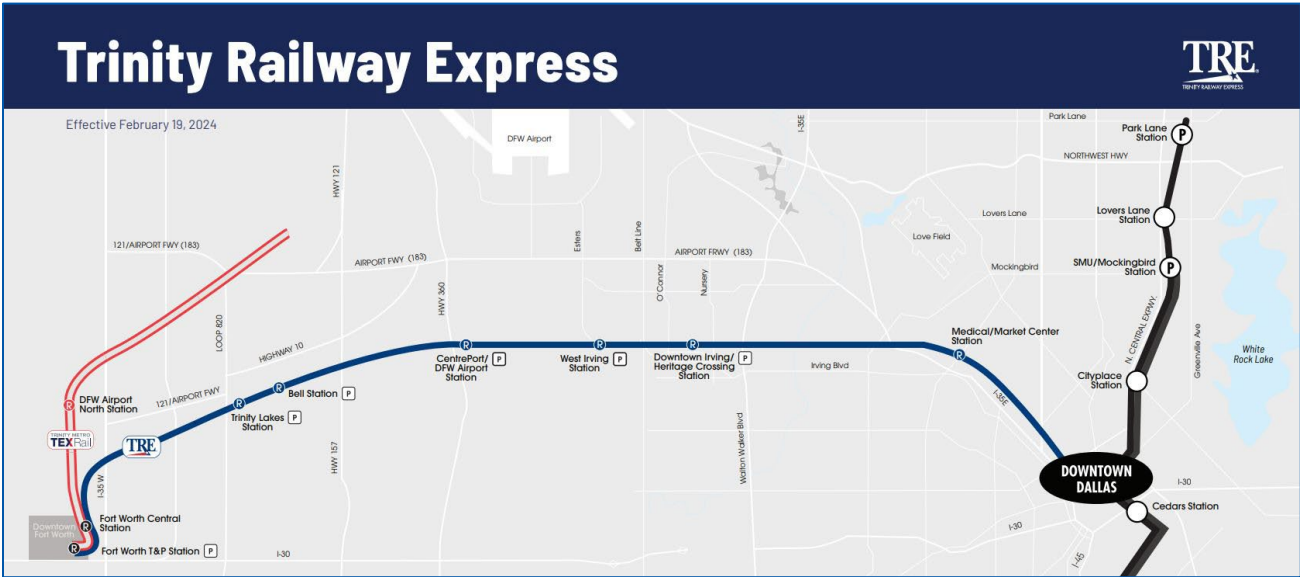 Trinity Railway Express
TRE
TRINITY RAILWAY EXPRESS
Effective February 19, 2024
DFW Airport
I-35E
Park Lane
Park Lane
Station
P
NORTHWEST HWY
HWY 121
Lovers Lane
Lovers Lane
Station
Love Field
121/AIRPORT FWY (183)
AIRPORT FWY (183)
Esters
Belt Line
AIRPORT FRWY (183)
Mockingbird
SMU/Mockingbird
Station
P
O'Connor
Nursery
HWY 360
LOOP 820
HIGHWAY 10
N. CENTRAL EXPWY.
Greenville Ave
White
Rock Lake
R
CentrePort/
DFW Airport
Station
P
R
West Irving
Station
P
R
Downtown Irving/
Heritage Crossing
Station
P
Irving Blvd
Medical/Market Center
Station
R
Cityplace
Station
I-35E
R
DFW Airport
North Station
121/AIRPORT FWY
R
Bell Station
P
R
Trinity Lakes
Station
P
TRINITY METRO
TEXRail
TRE
HWY 157
Walton Walker Blvd
I-35 W
DOWNTOWN
DALLAS
I-30
Cedars Station
Downtown
Fort Worth
R
Fort Worth Central
Station
R
Fort Worth T&P Station
P
I-30
I-30
I-45